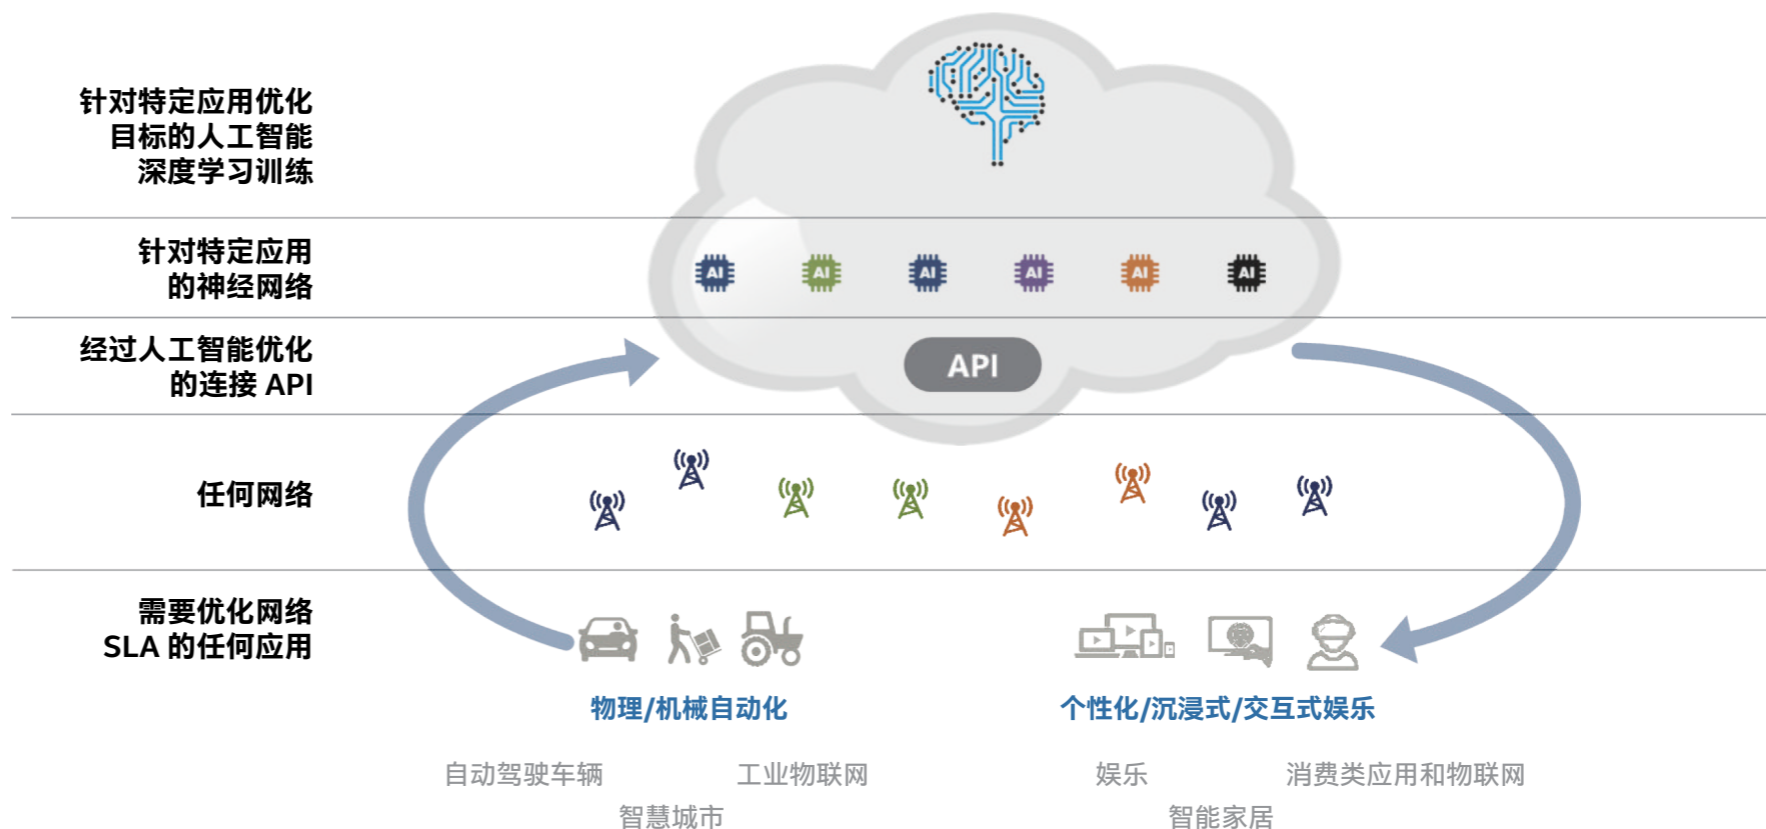 针对特定应用优化
目标的人工智能
深度学习训练
针对特定应用
的神经网络
AI AI AI AI AI AI
经过人工智能优化
的连接 API
API
任何网络
需要优化网络
SLA 的任何应用
物理/机械自动化
个性化/沉浸式/交互式娱乐
自动驾驶车辆
工业物联网
娱乐
消费类应用和物联网
智慧城市
智能家居